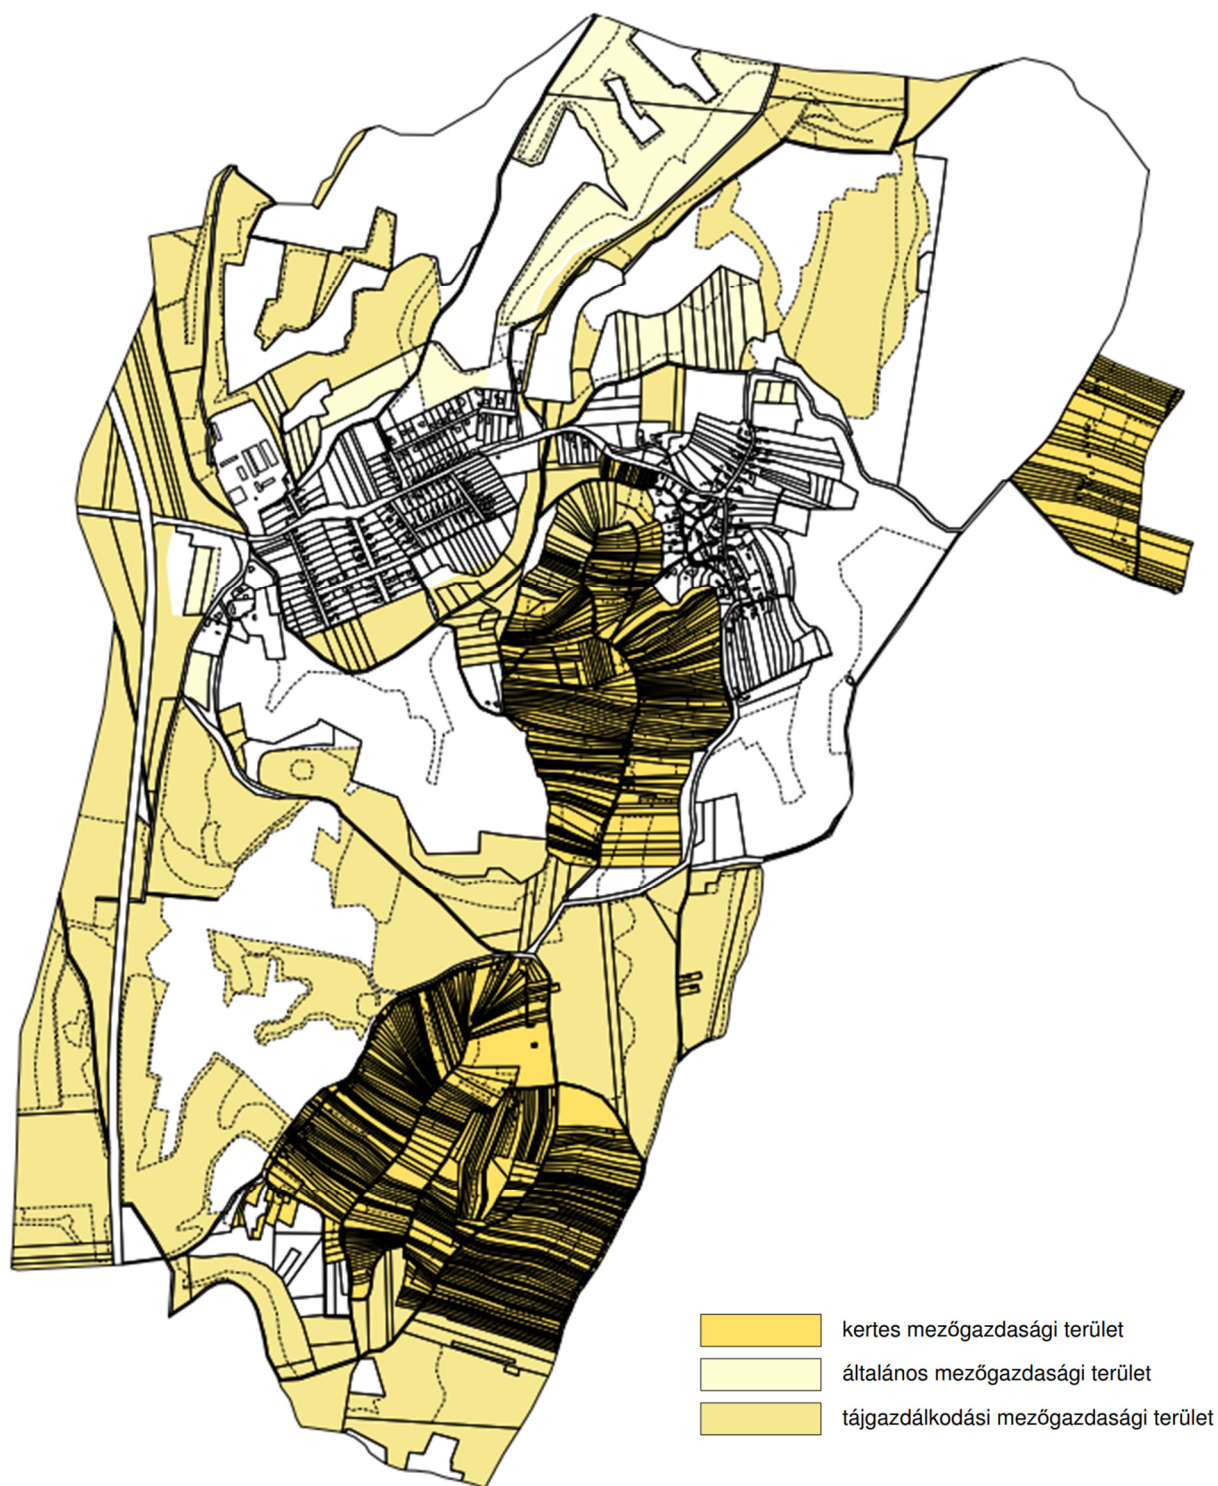 kertes mezőgazdasági terület
általános mezőgazdasági terület
tájgazdálkodási mezőgazdasági terület